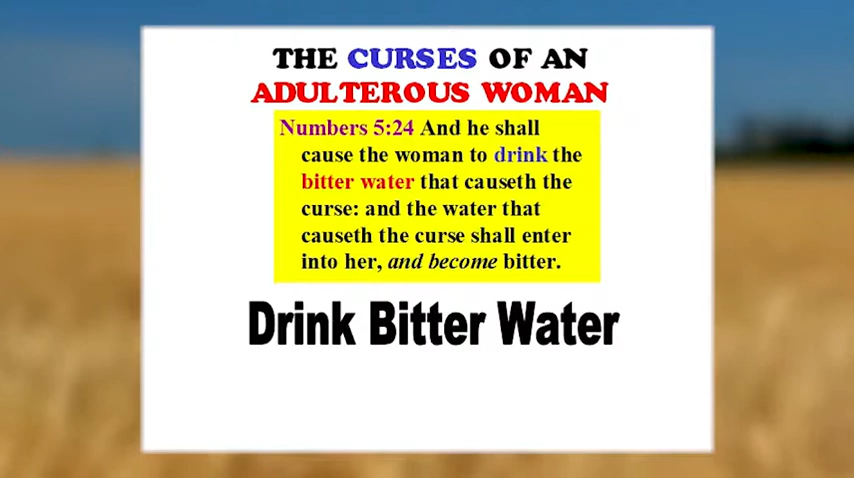 THE CURSES OF AN
ADULTEROUS WOMAN
Numbers 5:24 And he shall
cause the woman to drink the
bitter water that causeth the
curse: and the water that
causeth the curse shall enter
into her, and become bitter.
Drink Bitter Water